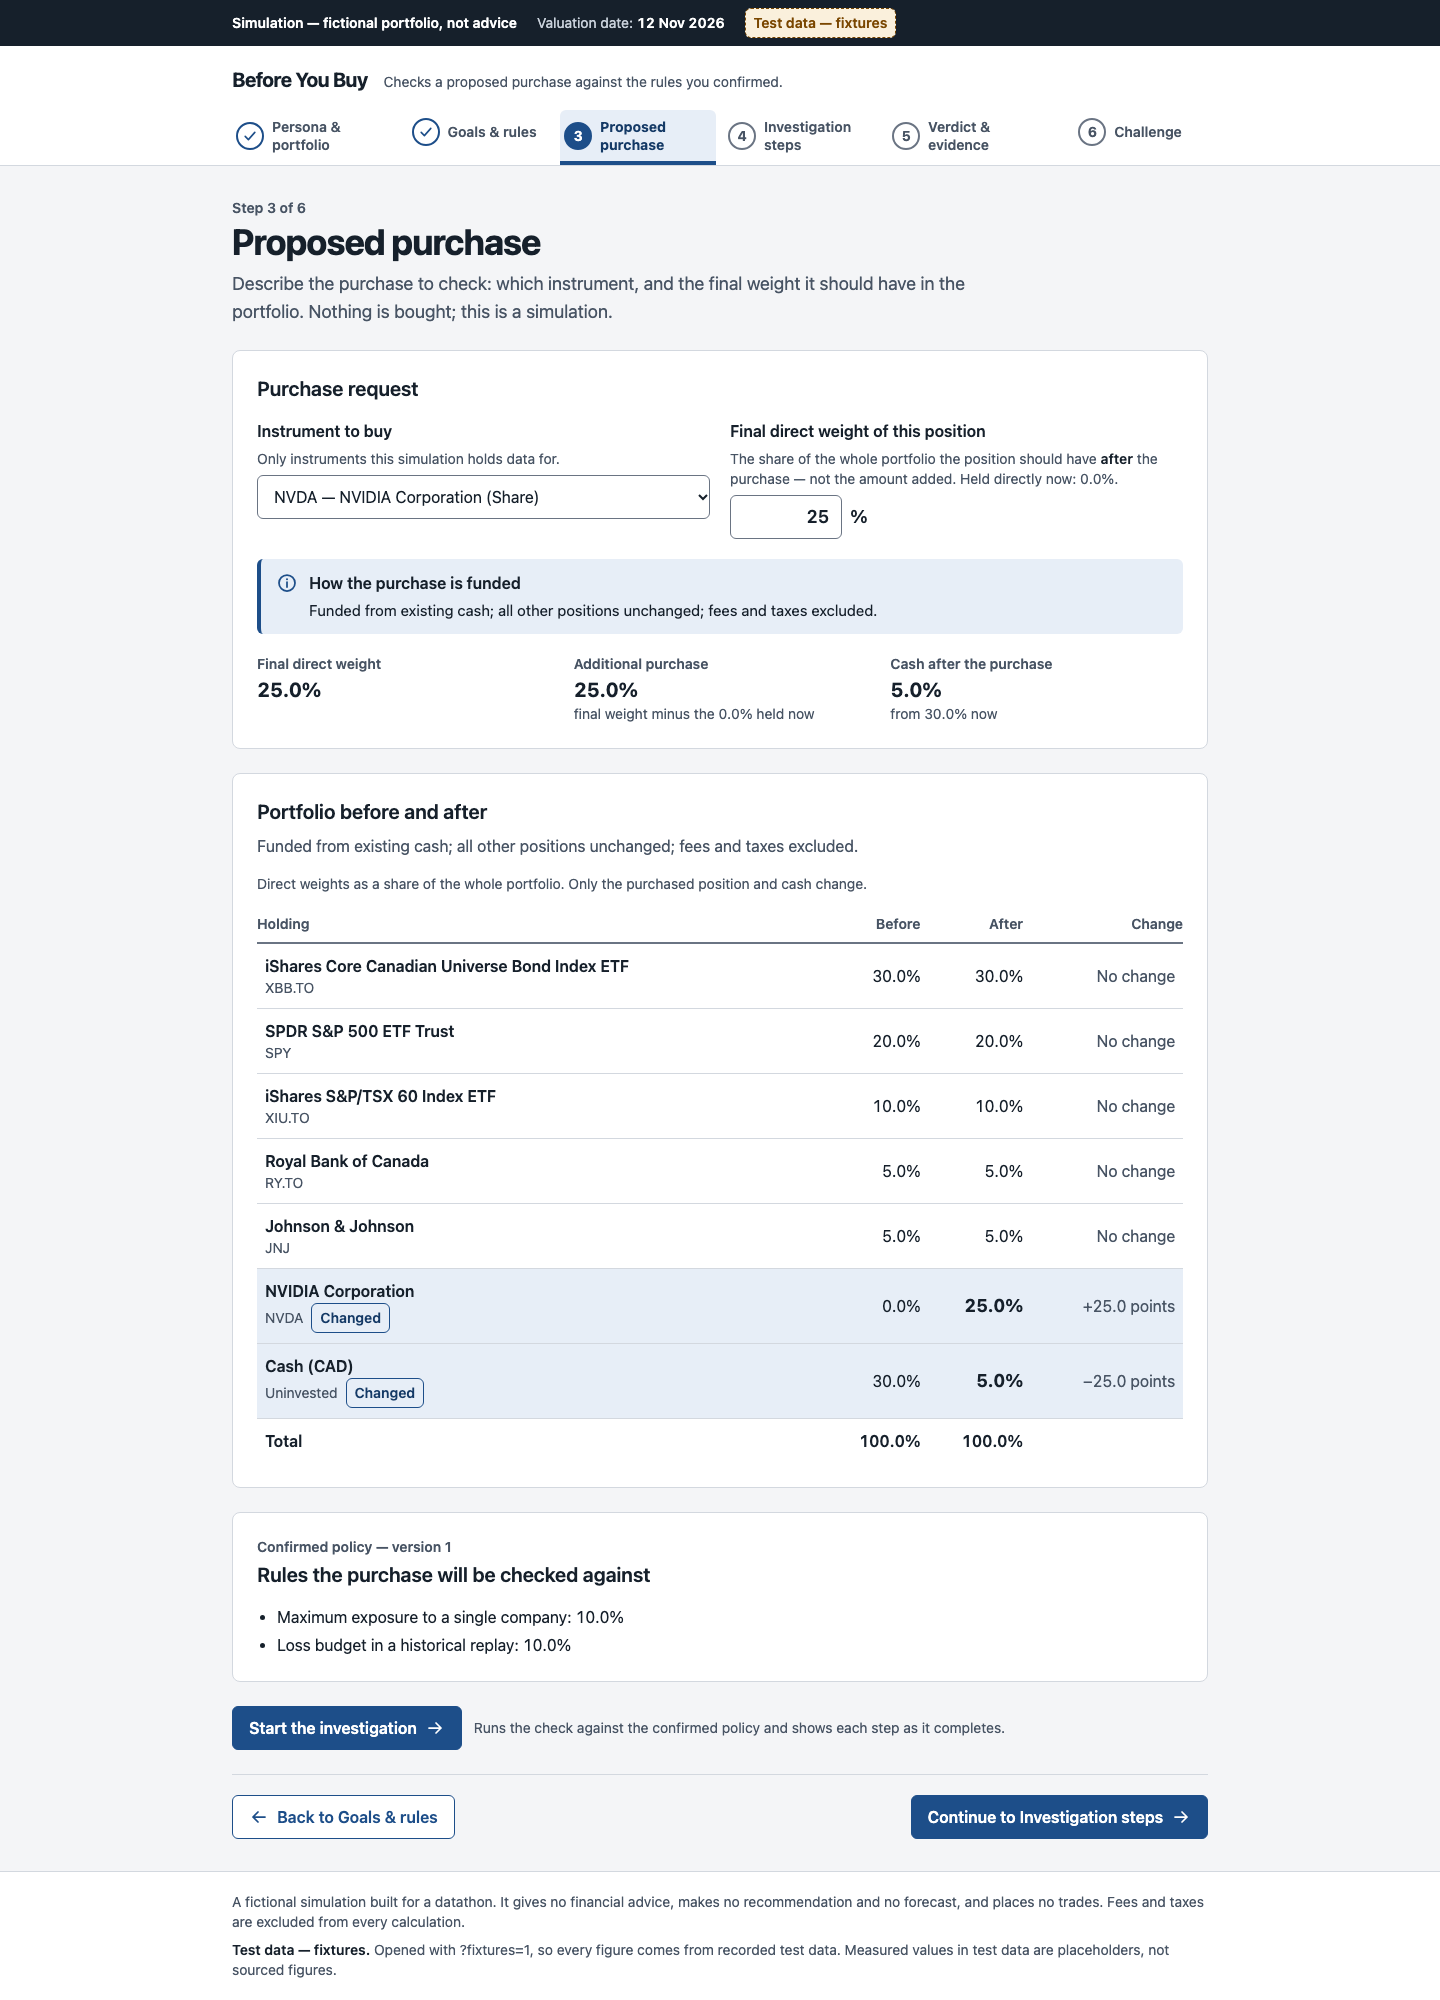 Simulation — fictional portfolio, not advice Valuation date: 12 Nov 2026 Test data — fixtures
Before You Buy Checks a proposed purchase against the rules you confirmed.
Persona & portfolio
Goals & rules
3 Proposed purchase
4 Investigation steps
5 Verdict & evidence
6 Challenge
Step 3 of 6
Proposed purchase
Describe the purchase to check: which instrument, and the final weight it should have in the
portfolio. Nothing is bought; this is a simulation.
Purchase request
Instrument to buy
Only instruments this simulation holds data for.
NVDA — NVIDIA Corporation (Share)
Final direct weight of this position
The share of the whole portfolio the position should have after the
purchase — not the amount added. Held directly now: 0.0%.
25 %
How the purchase is funded
Funded from existing cash; all other positions unchanged; fees and taxes excluded.
Final direct weight
25.0%
Additional purchase
25.0%
final weight minus the 0.0% held now
Cash after the purchase
5.0%
from 30.0% now
Portfolio before and after
Funded from existing cash; all other positions unchanged; fees and taxes excluded.
Direct weights as a share of the whole portfolio. Only the purchased position and cash change.
Holding Before After Change
iShares Core Canadian Universe Bond Index ETF
XBB.TO
30.0% 30.0% No change
SPDR S&P 500 ETF Trust
SPY
20.0% 20.0% No change
iShares S&P/TSX 60 Index ETF
XIU.TO
10.0% 10.0% No change
Royal Bank of Canada
RY.TO
5.0% 5.0% No change
Johnson & Johnson
JNJ
5.0% 5.0% No change
NVIDIA Corporation
NVDA Changed
0.0% 25.0% +25.0 points
Cash (CAD)
Uninvested Changed
30.0% 5.0% −25.0 points
Total 100.0% 100.0%
Confirmed policy — version 1
Rules the purchase will be checked against
• Maximum exposure to a single company: 10.0%
• Loss budget in a historical replay: 10.0%
Start the investigation → Runs the check against the confirmed policy and shows each step as it completes.
← Back to Goals & rules
Continue to Investigation steps →
A fictional simulation built for a datathon. It gives no financial advice, makes no recommendation and no forecast, and places no trades. Fees and taxes
are excluded from every calculation.
Test data — fixtures. Opened with ?fixtures=1, so every figure comes from recorded test data. Measured values in test data are placeholders, not
sourced figures.